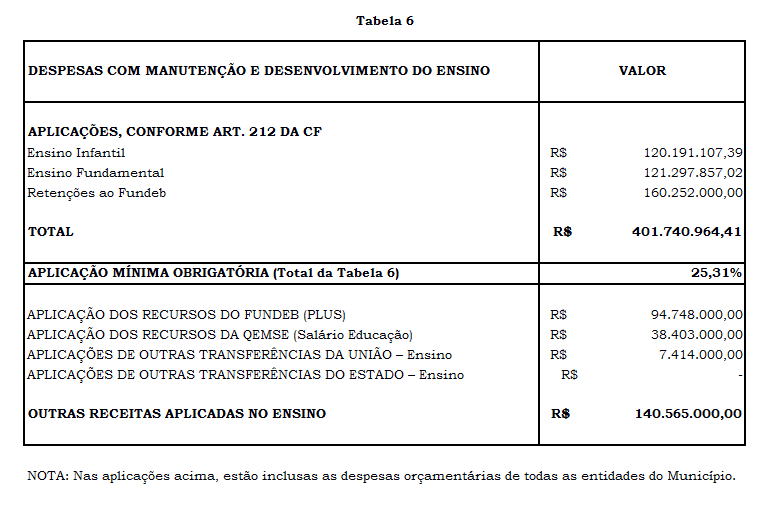 Tabela 6
DESPESAS COM MANUTENÇÃO E DESENVOLVIMENTO DO ENSINO VALOR
APLICAÇÕES, CONFORME ART. 212 DA CF
Ensino Infantil R$ 120.191.107,39
Ensino Fundamental R$ 121.297.857,02
Retenções ao Fundeb R$ 160.252.000,00
TOTAL R$ 401.740.964,41
APLICAÇÃO MÍNIMA OBRIGATÓRIA (Total da Tabela 6) 25,31%
APLICAÇÃO DOS RECURSOS DO FUNDEB (PLUS) R$ 94.748.000,00
APLICAÇÃO DOS RECURSOS DA QEMSE (Salário Educação) R$ 38.403.000,00
APLICAÇÕES DE OUTRAS TRANSFERÊNCIAS DA UNIÃO – Ensino R$ 7.414.000,00
APLICAÇÕES DE OUTRAS TRANSFERÊNCIAS DO ESTADO – Ensino R$ -
OUTRAS RECEITAS APLICADAS NO ENSINO R$ 140.565.000,00
NOTA: Nas aplicações acima, estão inclusas as despesas orçamentárias de todas as entidades do Município.